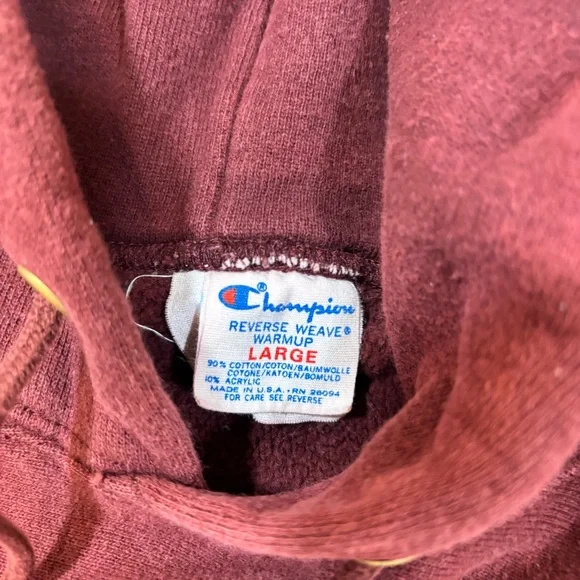 Champion®
REVERSE WEAVE®
WARMUP
LARGE
90% COTTON/COTON/BAUMWOLLE
COTONE/KATOEN/BOMULD
10% ACRYLIC
MADE IN U.S.A. • RN 26094
FOR CARE SEE REVERSE